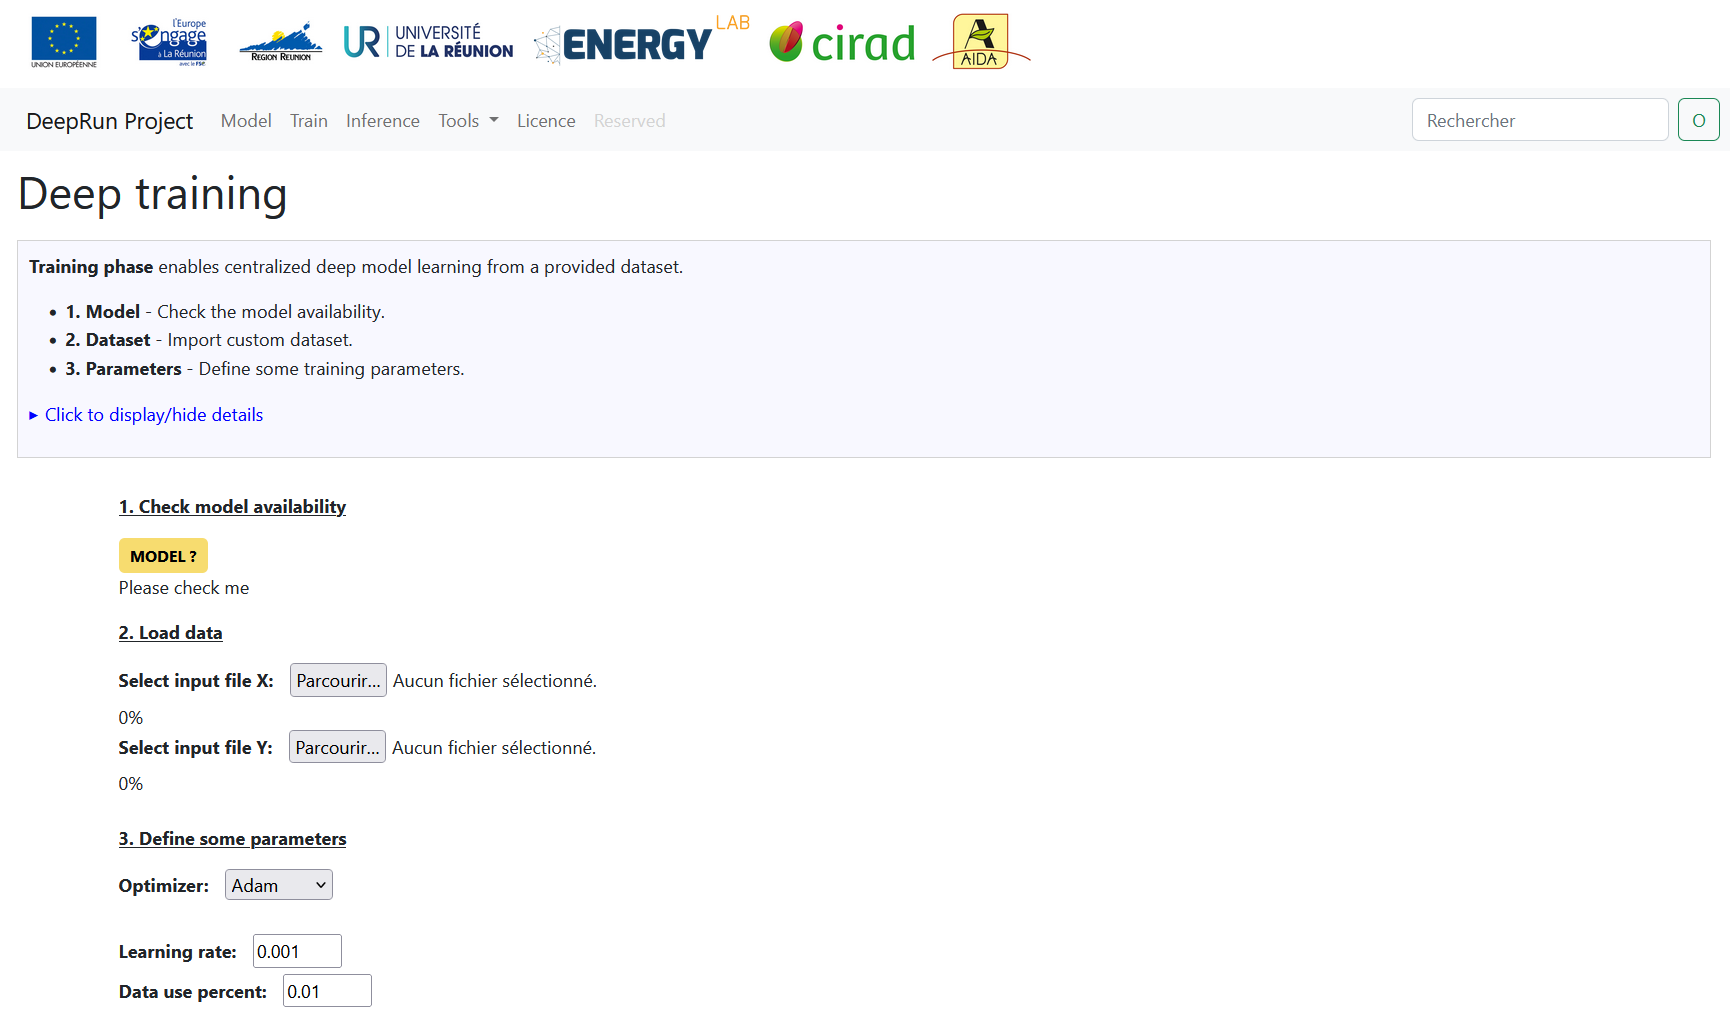 UNION EUROPÉENNE
l'Europe
s'engage
à La Réunion
avec le FSE.
REGION REUNION
UR UNIVERSITÉ
DE LA RÉUNION
ENERGY LAB
cirad
AIDA
DeepRun Project Model Train Inference Tools Licence Reserved Rechercher O
Deep training
Training phase enables centralized deep model learning from a provided dataset.
• 1. Model - Check the model availability.
• 2. Dataset - Import custom dataset.
• 3. Parameters - Define some training parameters.
▸ Click to display/hide details
1. Check model availability
MODEL ?
Please check me
2. Load data
Select input file X: Parcourir... Aucun fichier sélectionné.
0%
Select input file Y: Parcourir... Aucun fichier sélectionné.
0%
3. Define some parameters
Optimizer: Adam
Learning rate: 0.001
Data use percent: 0.01